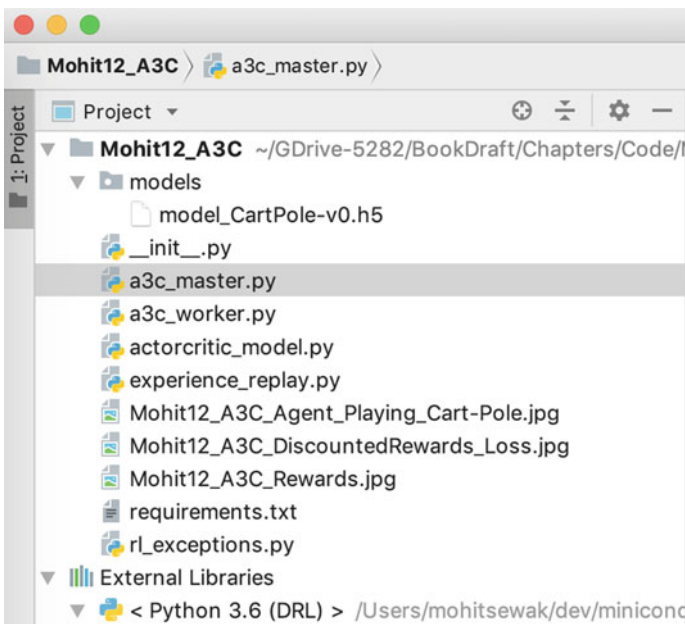 Mohit12_A3C a3c_master.py
1: Project
Project
Mohit12_A3C ~/GDrive-5282/BookDraft/Chapters/Code/
models
model_CartPole-v0.h5
__init__.py
a3c_master.py
a3c_worker.py
actorcritic_model.py
experience_replay.py
Mohit12_A3C_Agent_Playing_Cart-Pole.jpg
Mohit12_A3C_DiscountedRewards_Loss.jpg
Mohit12_A3C_Rewards.jpg
requirements.txt
rl_exceptions.py
External Libraries
< Python 3.6 (DRL) > /Users/mohitsewak/dev/minicond